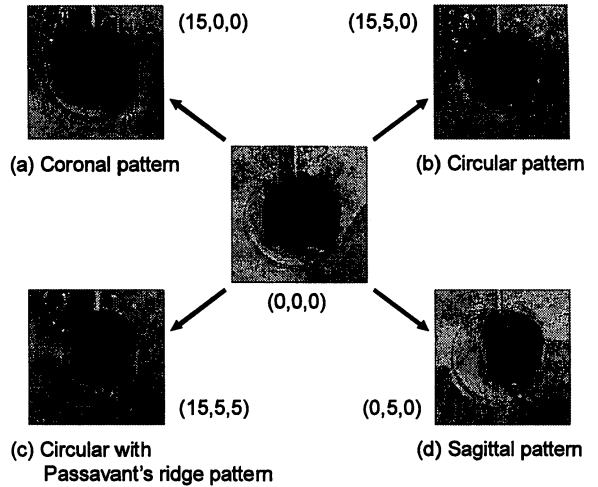 (15,0,0)
(15,5,0)
(a) Coronal pattern
(b) Circular pattern
(0,0,0)
(15,5,5)
(0,5,0)
(c) Circular with
Passavant's ridge pattern
(d) Sagittal pattern